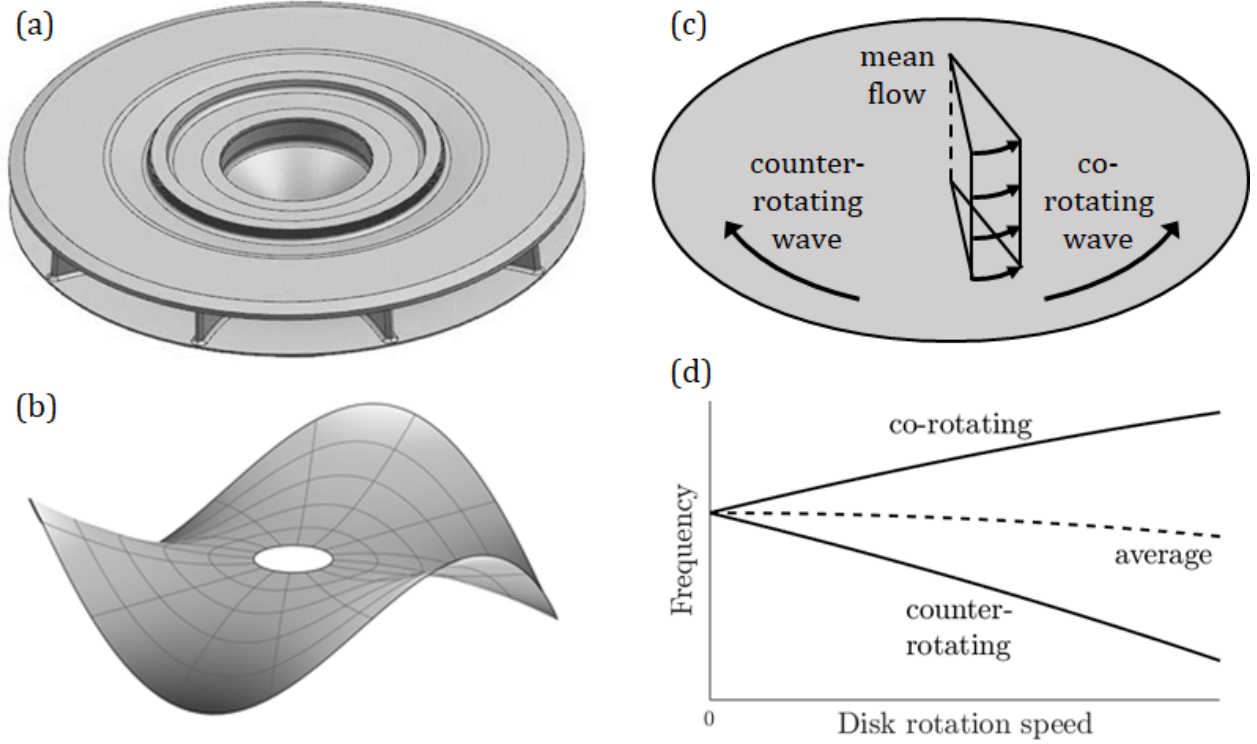 (a)
(b)
(c)
mean
flow
counter-
rotating
wave
co-
rotating
wave
(d)
Frequency
co-rotating
average
counter-
rotating
0
Disk rotation speed